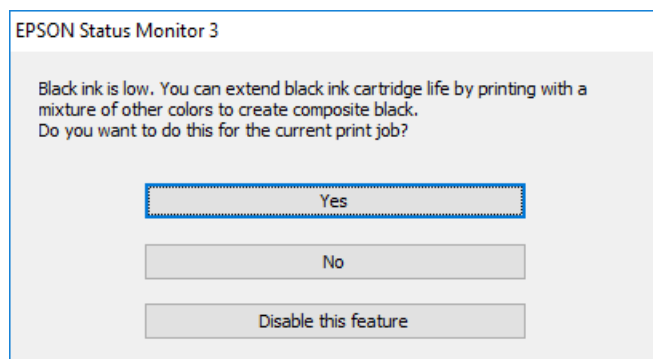 EPSON Status Monitor 3
Black ink is low. You can extend black ink cartridge life by printing with a
mixture of other colors to create composite black.
Do you want to do this for the current print job?
Yes
No
Disable this feature